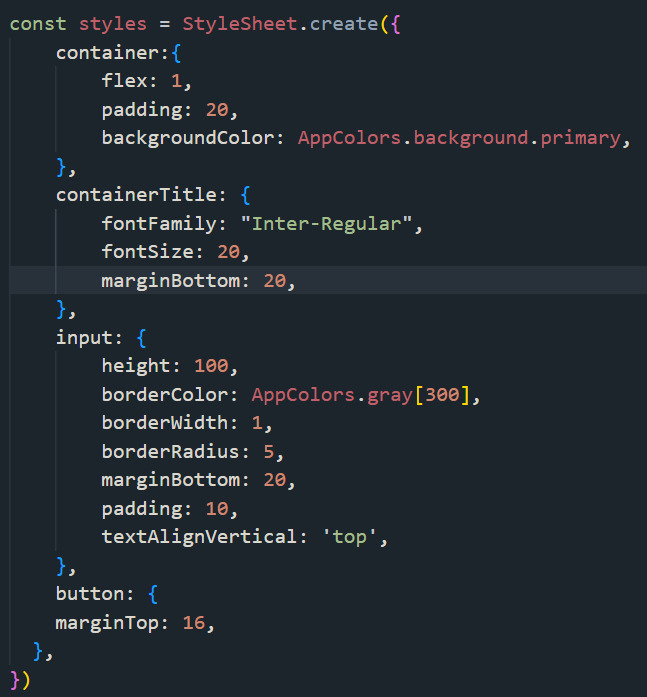 const styles = StyleSheet.create({
    container:{
        flex: 1,
        padding: 20,
        backgroundColor: AppColors.background.primary,
    },
    containerTitle: {
        fontFamily: "Inter-Regular",
        fontSize: 20,
        marginBottom: 20,
    },
    input: {
        height: 100,
        borderColor: AppColors.gray[300],
        borderWidth: 1,
        borderRadius: 5,
        marginBottom: 20,
        padding: 10,
        textAlignVertical: 'top',
    },
    button: {
    marginTop: 16,
  },
})